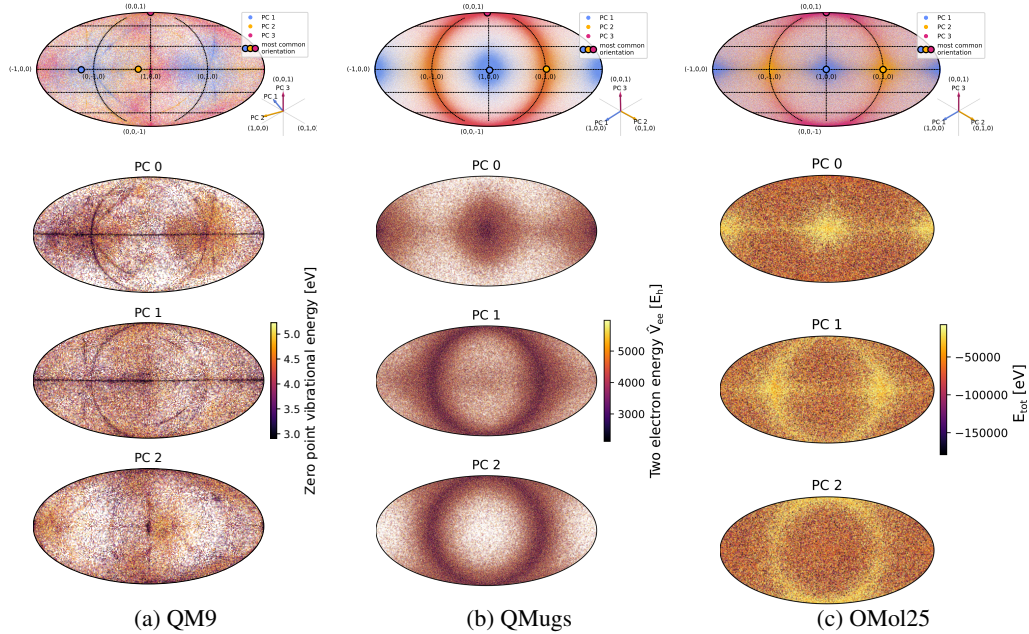 (0,0,1)
PC 1
PC 2
PC 3
most common
orientation
(-1,0,0)
(0,-1,0)
(1,0,0)
(0,1,0)
(0,0,-1)
(0,0,1)
PC 3
PC 1
PC 2
(1,0,0)
(0,1,0)
PC 0
PC 1
PC 2
5.0
4.5
4.0
3.5
3.0
Zero point vibrational energy [eV]
(a) QM9
(0,0,1)
PC 1
PC 2
PC 3
most common
orientation
(-1,0,0)
(0,-1,0)
(1,0,0)
(0,1,0)
(0,0,-1)
(0,0,1)
PC 3
PC 1
PC 2
(1,0,0)
(0,1,0)
PC 0
PC 1
PC 2
5000
4000
3000
Two electron energy V̂ee [Eh]
(b) QMugs
(0,0,1)
PC 1
PC 2
PC 3
most common
orientation
(-1,0,0)
(0,-1,0)
(1,0,0)
(0,1,0)
(0,0,-1)
(0,0,1)
PC 3
PC 1
PC 2
(1,0,0)
(0,1,0)
PC 0
PC 1
PC 2
−50000
−100000
−150000
Etot [eV]
(c) OMol25